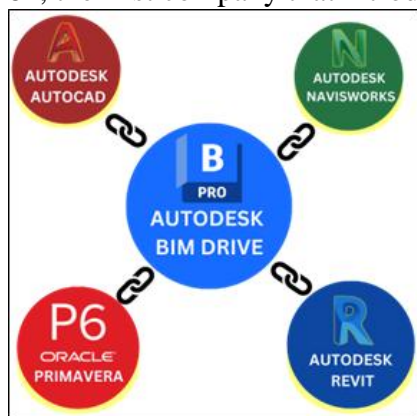 A
AUTODESK
AUTOCAD
N
AUTODESK
NAVISWORKS
B
PRO
AUTODESK
BIM DRIVE
P6
ORACLE
PRIMAVERA
R
AUTODESK
REVIT